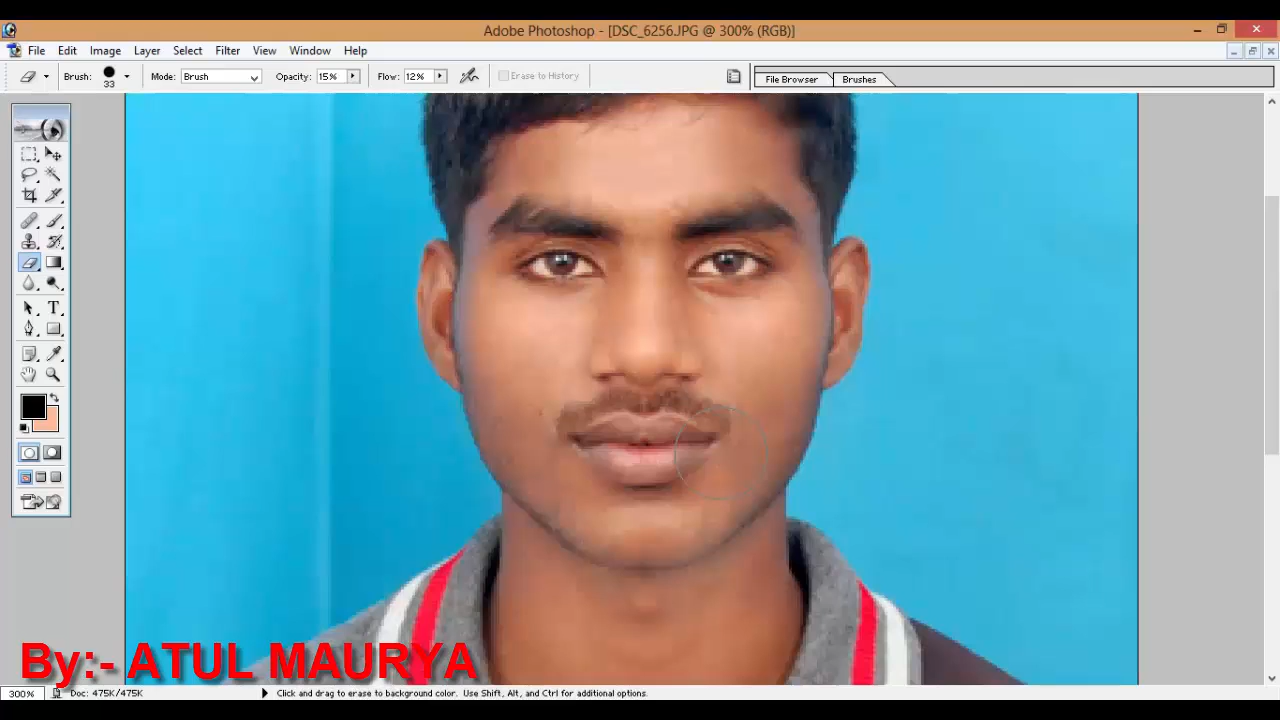 Adobe Photoshop - [DSC_6256.JPG @ 300% (RGB)]
File Edit Image Layer Select Filter View Window Help
Brush: 33 Mode: Brush Opacity: 15% Flow: 12% Erase to History File Browser Brushes
T
By:- ATUL MAURYA
300% Doc: 475K/475K Click and drag to erase to background color. Use Shift, Alt, and Ctrl for additional options.